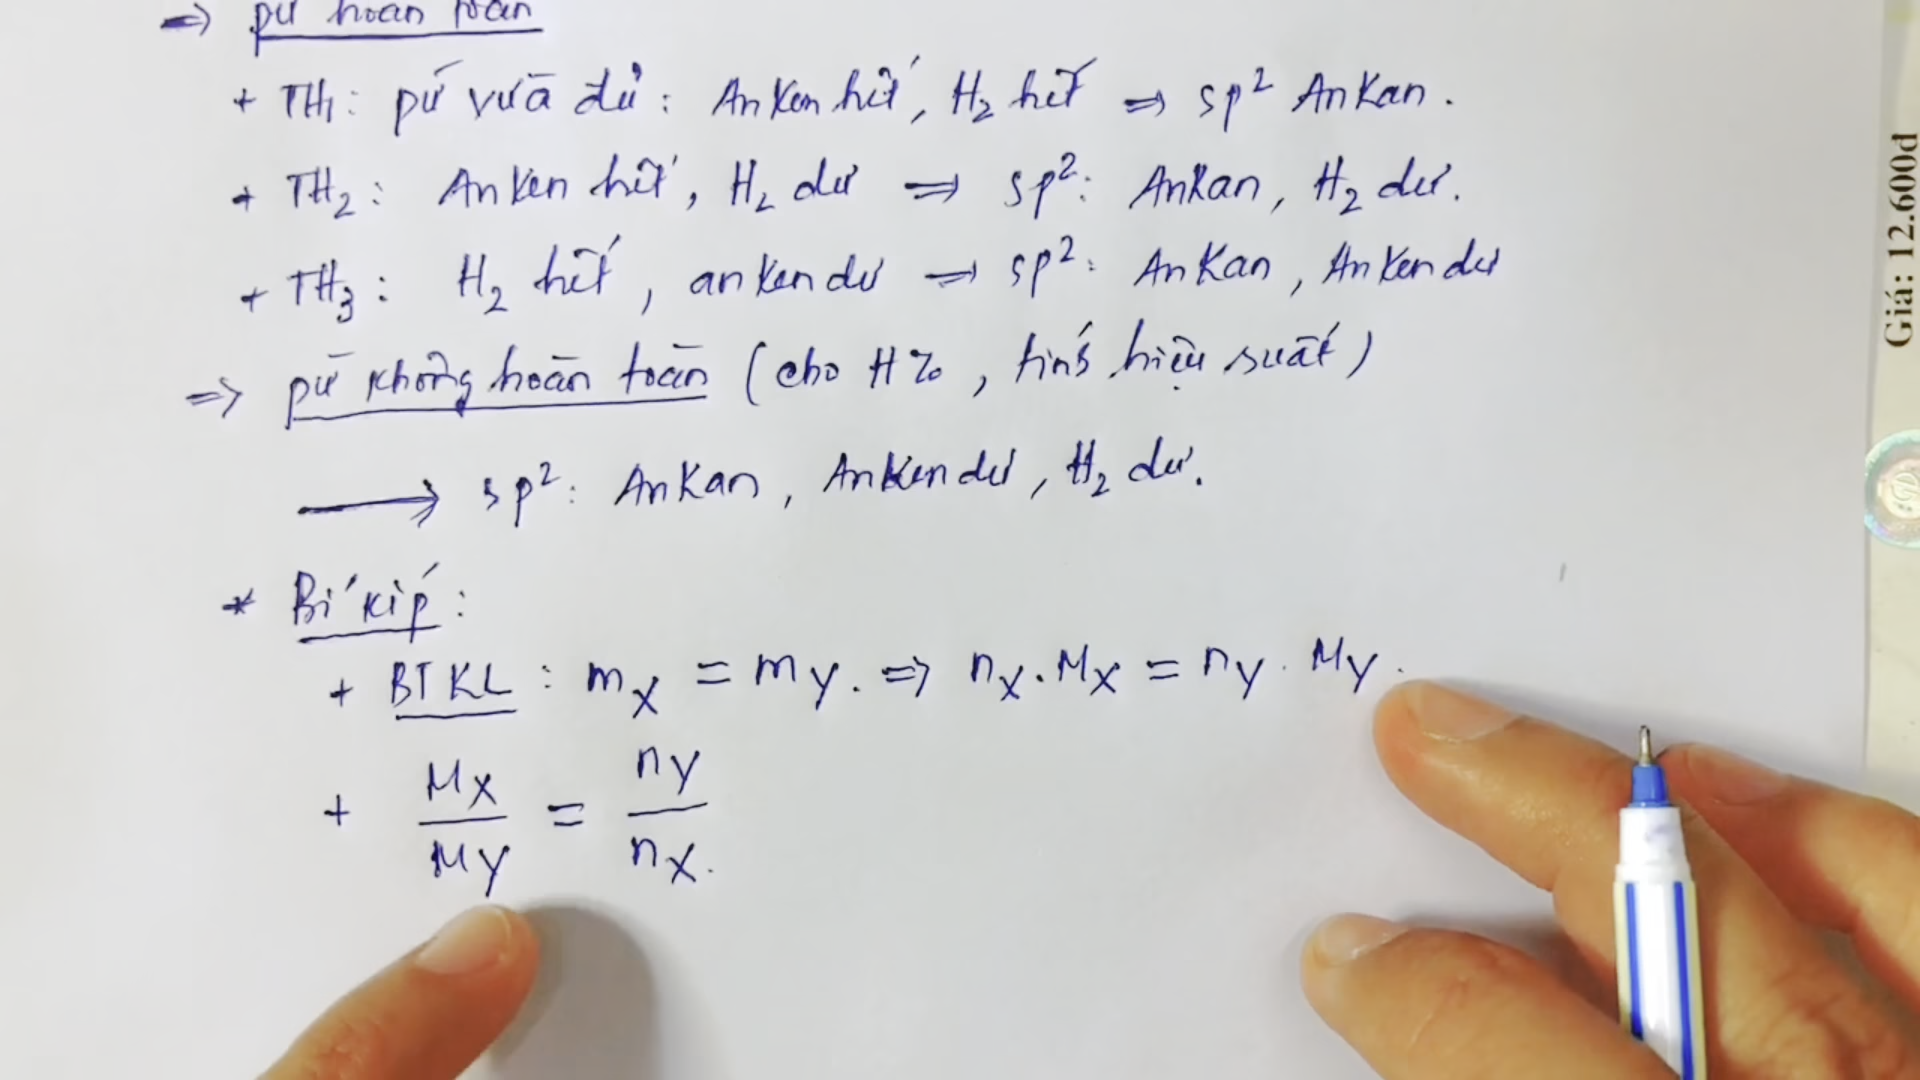 => pứ hoàn toàn
+ TH1: pứ vừa đủ: Anken hết, H2 hết => sp² Ankan.
+ TH2: Anken hết, H2 dư => sp²: Ankan, H2 dư.
+ TH3: H2 hết, anken dư => sp²: Ankan, Anken dư
=> pứ không hoàn toàn (cho H%, tính hiệu suất)
→ sp²: Ankan, Anken dư, H2 dư.
* Bí kíp:
+ BTKL: mX = mY. => nX.MX = nY.MY.
+ MX/MY = nY/nX.
Giá: 12.600đ